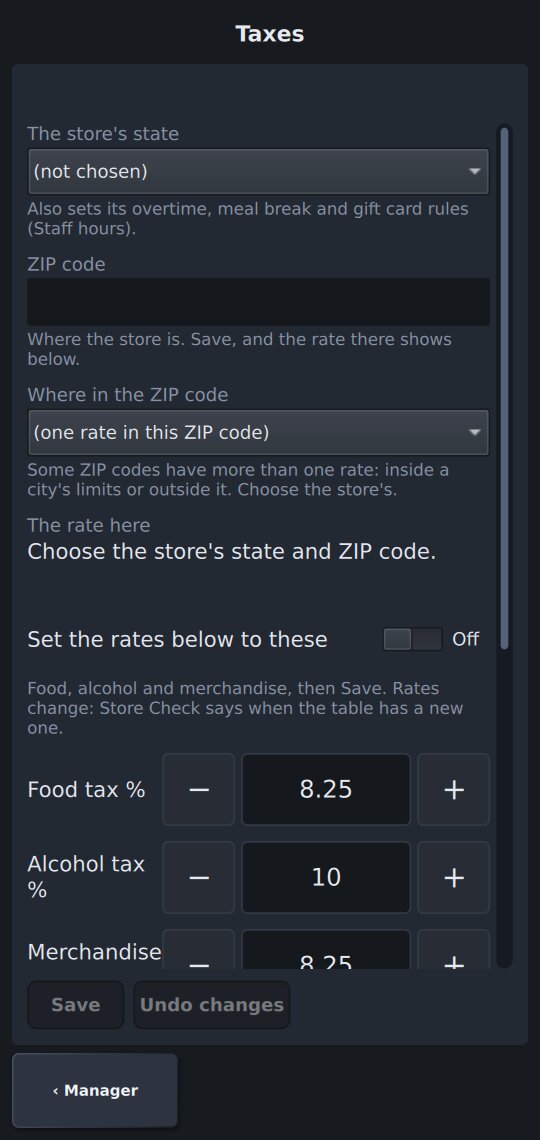 Taxes
The store's state
(not chosen)
Also sets its overtime, meal break and gift card rules
(Staff hours).
ZIP code
Where the store is. Save, and the rate there shows
below.
Where in the ZIP code
(one rate in this ZIP code)
Some ZIP codes have more than one rate: inside a
city's limits or outside it. Choose the store's.
The rate here
Choose the store's state and ZIP code.
Set the rates below to these Off
Food, alcohol and merchandise, then Save. Rates
change: Store Check says when the table has a new
one.
Food tax % − 8.25 +
Alcohol tax
% − 10 +
Merchandise − 8.25 +
Save Undo changes
‹ Manager